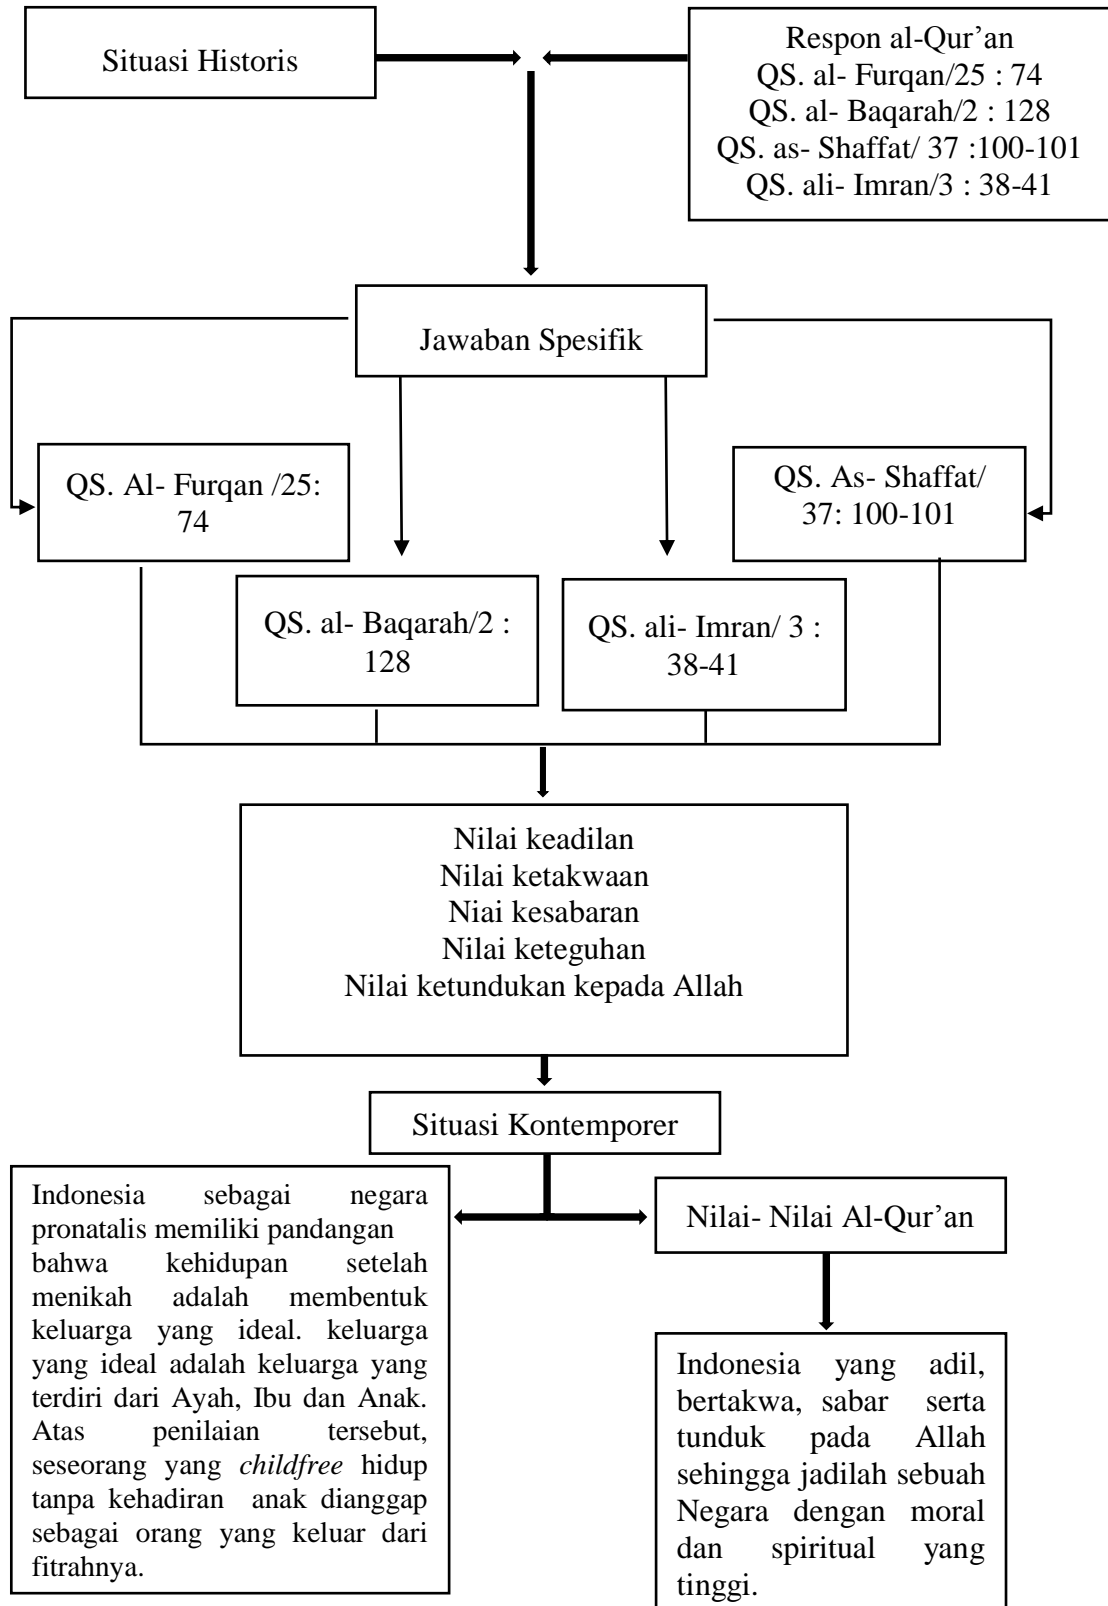 Situasi Historis
Respon al-Qur’an
QS. al- Furqan/25 : 74
QS. al- Baqarah/2 : 128
QS. as- Shaffat/ 37 :100-101
QS. ali- Imran/3 : 38-41
Jawaban Spesifik
QS. Al- Furqan /25:
74
QS. As- Shaffat/
37: 100-101
QS. al- Baqarah/2 :
128
QS. ali- Imran/ 3 :
38-41
Nilai keadilan
Nilai ketakwaan
Niai kesabaran
Nilai keteguhan
Nilai ketundukan kepada Allah
Situasi Kontemporer
Indonesia sebagai negara
pronatalis memiliki pandangan
bahwa kehidupan setelah
menikah adalah membentuk
keluarga yang ideal. keluarga
yang ideal adalah keluarga yang
terdiri dari Ayah, Ibu dan Anak.
Atas penilaian tersebut,
seseorang yang childfree hidup
tanpa kehadiran anak dianggap
sebagai orang yang keluar dari
fitrahnya.
Nilai- Nilai Al-Qur’an
Indonesia yang adil,
bertakwa, sabar serta
tunduk pada Allah
sehingga jadilah sebuah
Negara dengan moral
dan spiritual yang
tinggi.